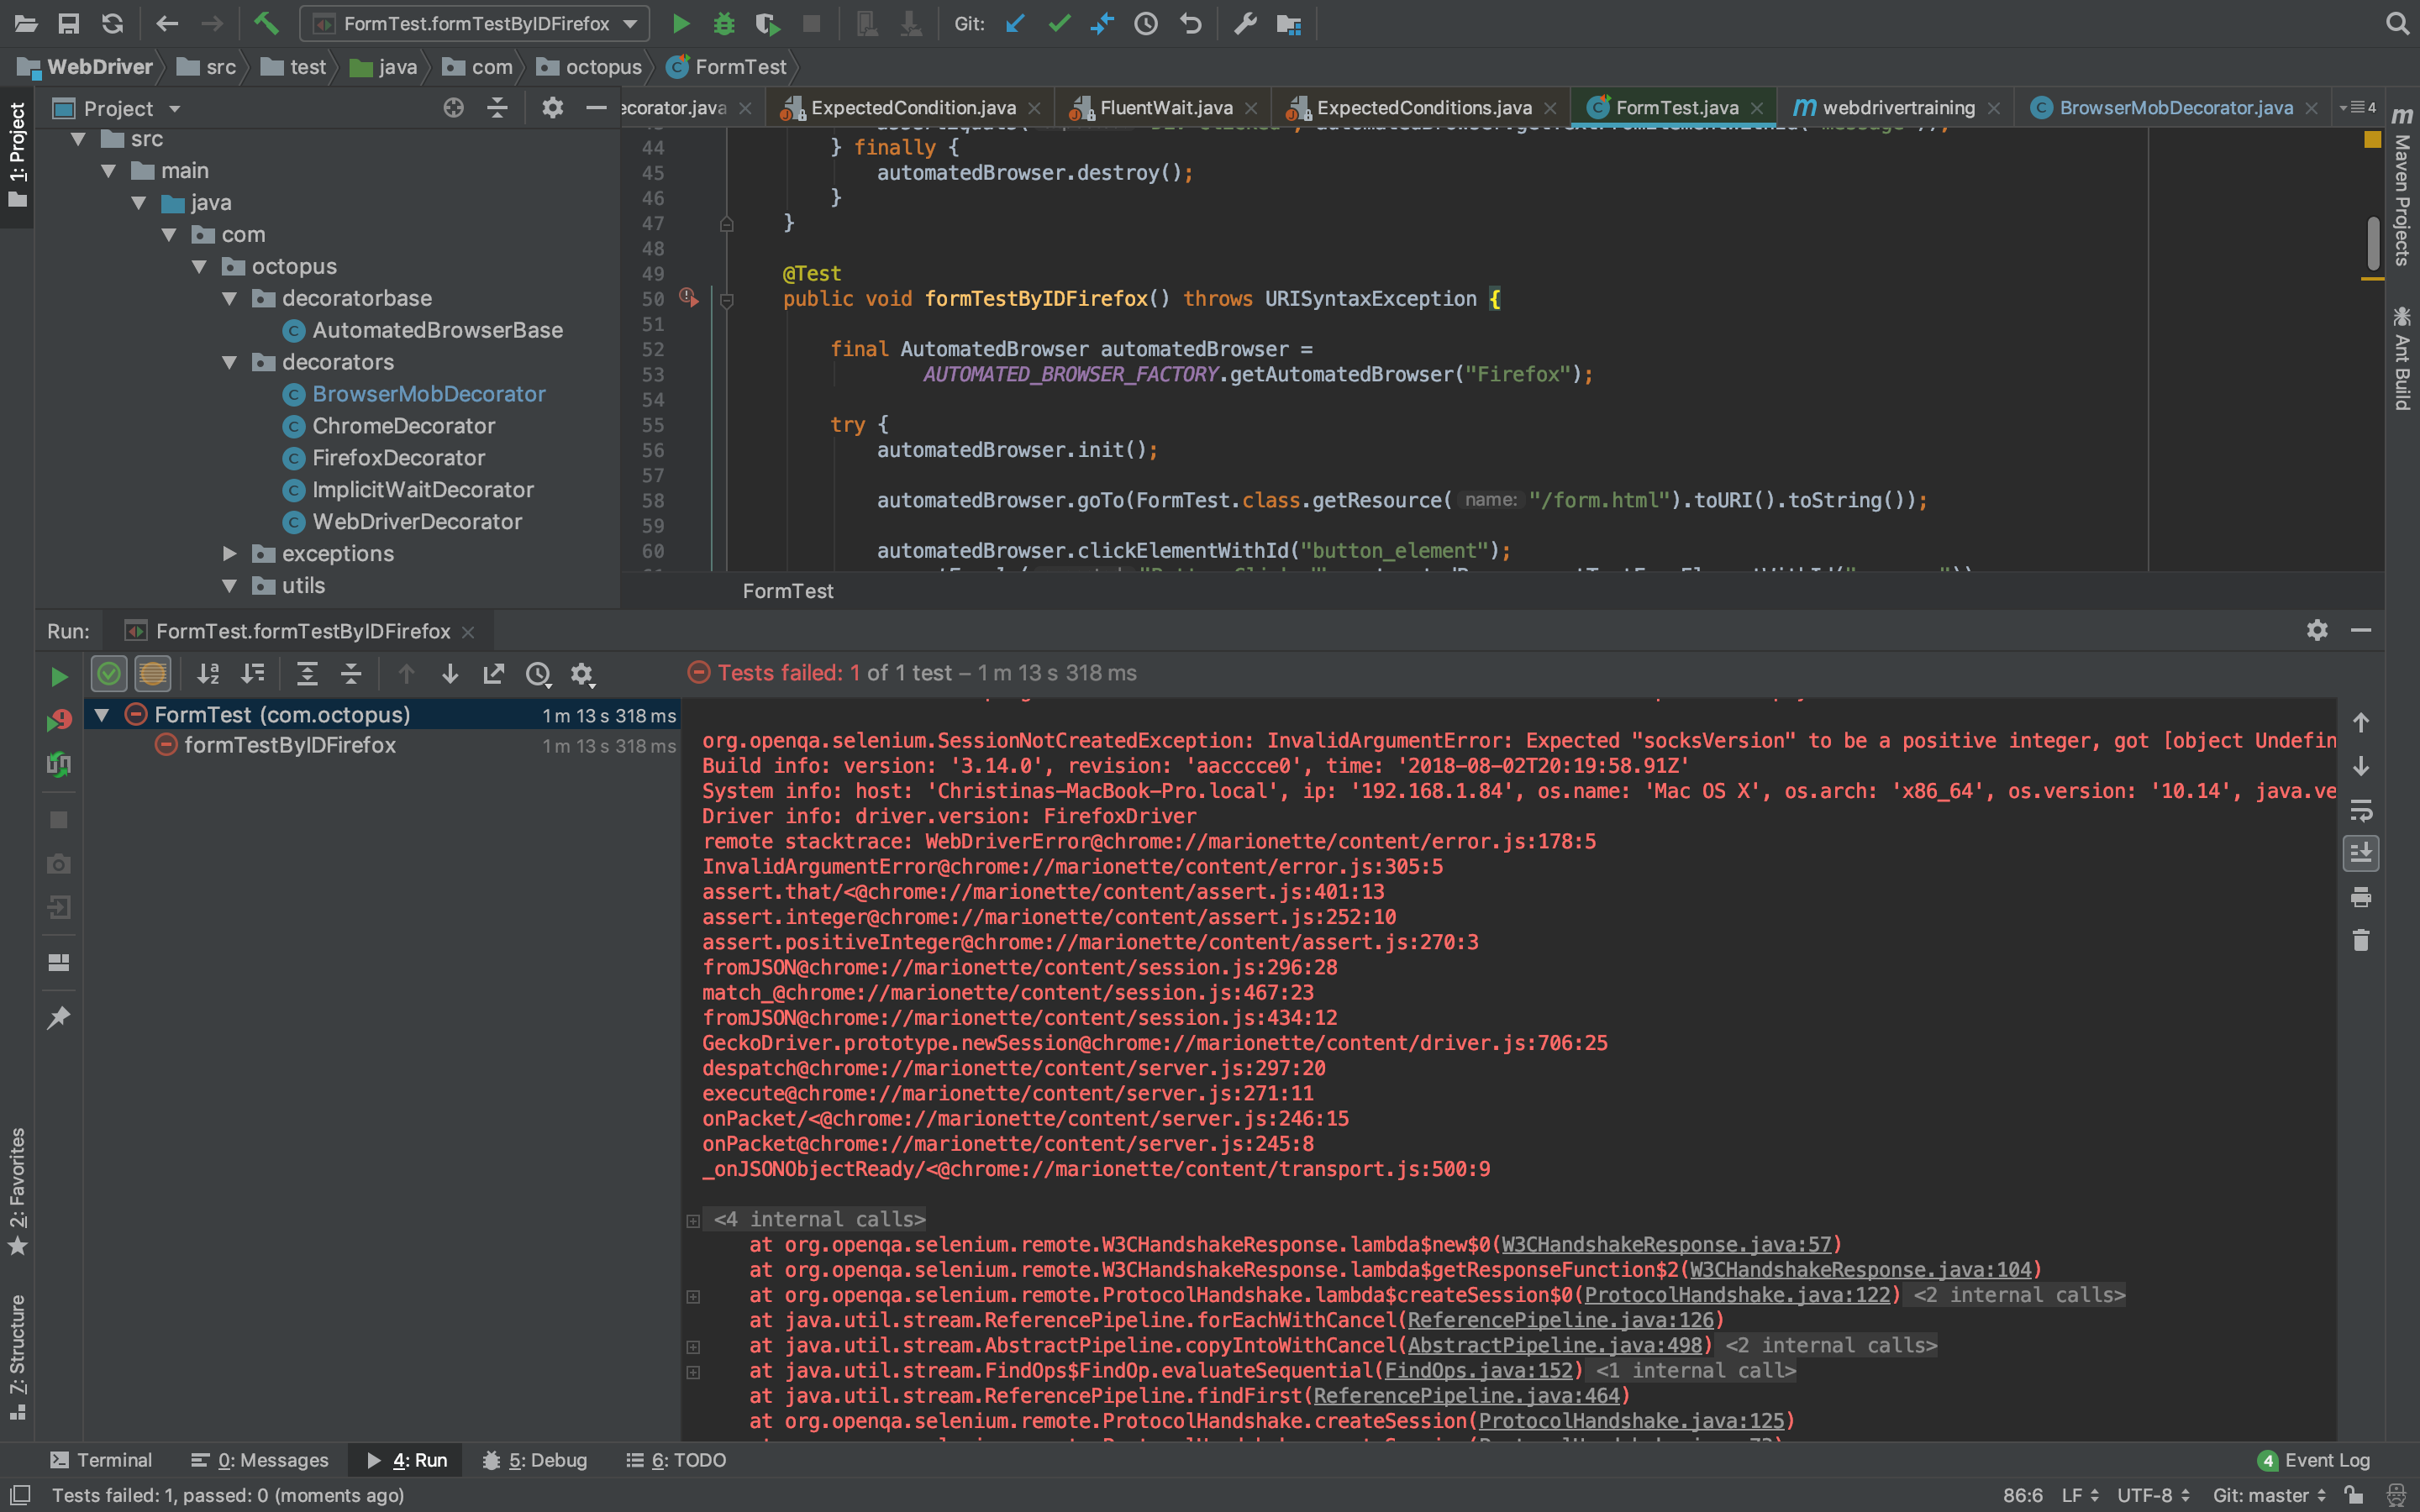 FormTest.formTestByIDFirefox
Git:
WebDriver
src
test
java
com
octopus
FormTest
1: Project
Project
ecorator.java
ExpectedCondition.java
FluentWait.java
ExpectedConditions.java
FormTest.java
webdrivertraining
BrowserMobDecorator.java
4
Maven Projects
Ant Build
src
main
java
com
octopus
decoratorbase
AutomatedBrowserBase
decorators
BrowserMobDecorator
ChromeDecorator
FirefoxDecorator
ImplicitWaitDecorator
WebDriverDecorator
exceptions
utils
44 } finally {
45 automatedBrowser.destroy();
46 }
47 }
48
49 @Test
50 public void formTestByIDFirefox() throws URISyntaxException {
51
52 final AutomatedBrowser automatedBrowser =
53 AUTOMATED_BROWSER_FACTORY.getAutomatedBrowser("Firefox");
54
55 try {
56 automatedBrowser.init();
57
58 automatedBrowser.goTo(FormTest.class.getResource( name: "/form.html").toURI().toString());
59
60 automatedBrowser.clickElementWithId("button_element");
FormTest
Run:
FormTest.formTestByIDFirefox
Tests failed: 1 of 1 test – 1 m 13 s 318 ms
FormTest (com.octopus) 1 m 13 s 318 ms
formTestByIDFirefox 1 m 13 s 318 ms
org.openqa.selenium.SessionNotCreatedException: InvalidArgumentError: Expected "socksVersion" to be a positive integer, got [object Undefin
Build info: version: '3.14.0', revision: 'aacccce0', time: '2018-08-02T20:19:58.91Z'
System info: host: 'Christinas-MacBook-Pro.local', ip: '192.168.1.84', os.name: 'Mac OS X', os.arch: 'x86_64', os.version: '10.14', java.ve
Driver info: driver.version: FirefoxDriver
remote stacktrace: WebDriverError@chrome://marionette/content/error.js:178:5
InvalidArgumentError@chrome://marionette/content/error.js:305:5
assert.that/<@chrome://marionette/content/assert.js:401:13
assert.integer@chrome://marionette/content/assert.js:252:10
assert.positiveInteger@chrome://marionette/content/assert.js:270:3
fromJSON@chrome://marionette/content/session.js:296:28
match_@chrome://marionette/content/session.js:467:23
fromJSON@chrome://marionette/content/session.js:434:12
GeckoDriver.prototype.newSession@chrome://marionette/content/driver.js:706:25
despatch@chrome://marionette/content/server.js:297:20
execute@chrome://marionette/content/server.js:271:11
onPacket/<@chrome://marionette/content/server.js:246:15
onPacket@chrome://marionette/content/server.js:245:8
_onJSONObjectReady/<@chrome://marionette/content/transport.js:500:9
<4 internal calls>
at org.openqa.selenium.remote.W3CHandshakeResponse.lambda$new$0(W3CHandshakeResponse.java:57)
at org.openqa.selenium.remote.W3CHandshakeResponse.lambda$getResponseFunction$2(W3CHandshakeResponse.java:104)
at org.openqa.selenium.remote.ProtocolHandshake.lambda$createSession$0(ProtocolHandshake.java:122) <2 internal calls>
at java.util.stream.ReferencePipeline.forEachWithCancel(ReferencePipeline.java:126)
at java.util.stream.AbstractPipeline.copyIntoWithCancel(AbstractPipeline.java:498) <2 internal calls>
at java.util.stream.FindOps$FindOp.evaluateSequential(FindOps.java:152) <1 internal call>
at java.util.stream.ReferencePipeline.findFirst(ReferencePipeline.java:464)
at org.openqa.selenium.remote.ProtocolHandshake.createSession(ProtocolHandshake.java:125)
2: Favorites
7: Structure
Terminal
0: Messages
4: Run
5: Debug
6: TODO
4 Event Log
Tests failed: 1, passed: 0 (moments ago)
86:6 LF UTF-8 Git: master